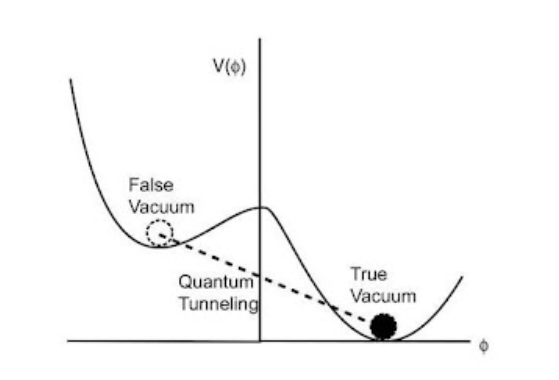 V(ϕ)
False
Vacuum
Quantum
Tunneling
True
Vacuum
ϕ